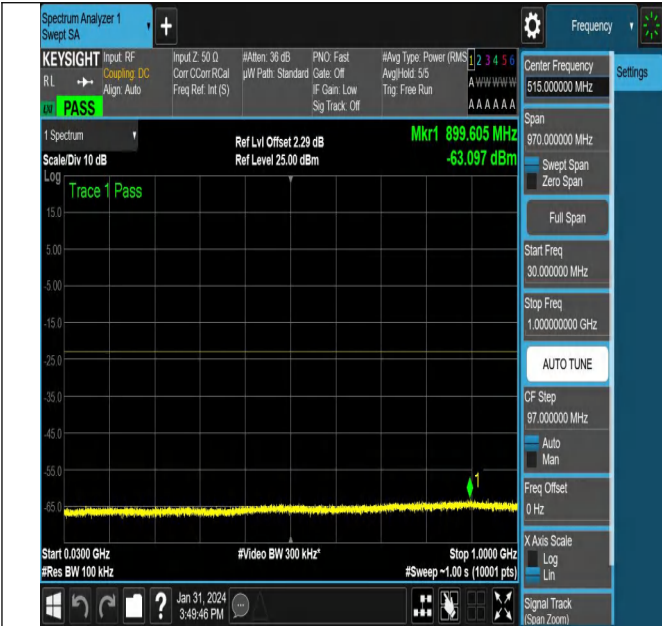 Spectrum Analyzer 1
Swept SA
Frequency
KEYSIGHT
RL
PASS
Input: RF
Coupling: DC
Align: Auto
Input Z: 50 Ω
Corr CCorr RCal
Freq Ref: Int (S)
#Atten: 36 dB
µW Path: Standard
PNO: Fast
Gate: Off
IF Gain: Low
Sig Track: Off
#Avg Type: Power (RMS
Avg|Hold: 5/5
Trig: Free Run
1 2 3 4 5 6
A W W W W W
A A A A A A
1 Spectrum
Scale/Div 10 dB
Log
Ref Lvl Offset 2.29 dB
Ref Level 25.00 dBm
Mkr1 899.605 MHz
-63.097 dBm
Trace 1 Pass
15.0
5.00
-5.00
-15.0
-25.0
-35.0
-45.0
-55.0
-65.0
1
Start 0.0300 GHz
#Res BW 100 kHz
#Video BW 300 kHz*
Stop 1.0000 GHz
#Sweep ~1.00 s (10001 pts)
Jan 31, 2024
3:49:46 PM
Center Frequency
515.000000 MHz
Settings
Span
970.000000 MHz
Swept Span
Zero Span
Full Span
Start Freq
30.000000 MHz
Stop Freq
1.000000000 GHz
AUTO TUNE
CF Step
97.000000 MHz
Auto
Man
Freq Offset
0 Hz
X Axis Scale
Log
Lin
Signal Track
(Span Zoom)